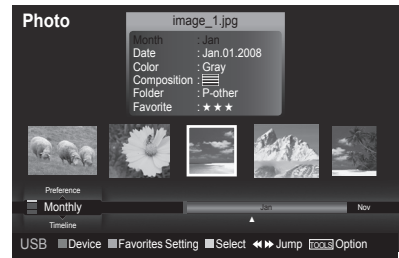 Photo
image_1.jpg
Month : Jan
Date : Jan.01.2008
Color : Gray
Composition :
Folder : P-other
Favorite : ★★★
Preference
Monthly
Jan
Nov
Timeline
USB Device Favorites Setting Select Jump TOOLS Option